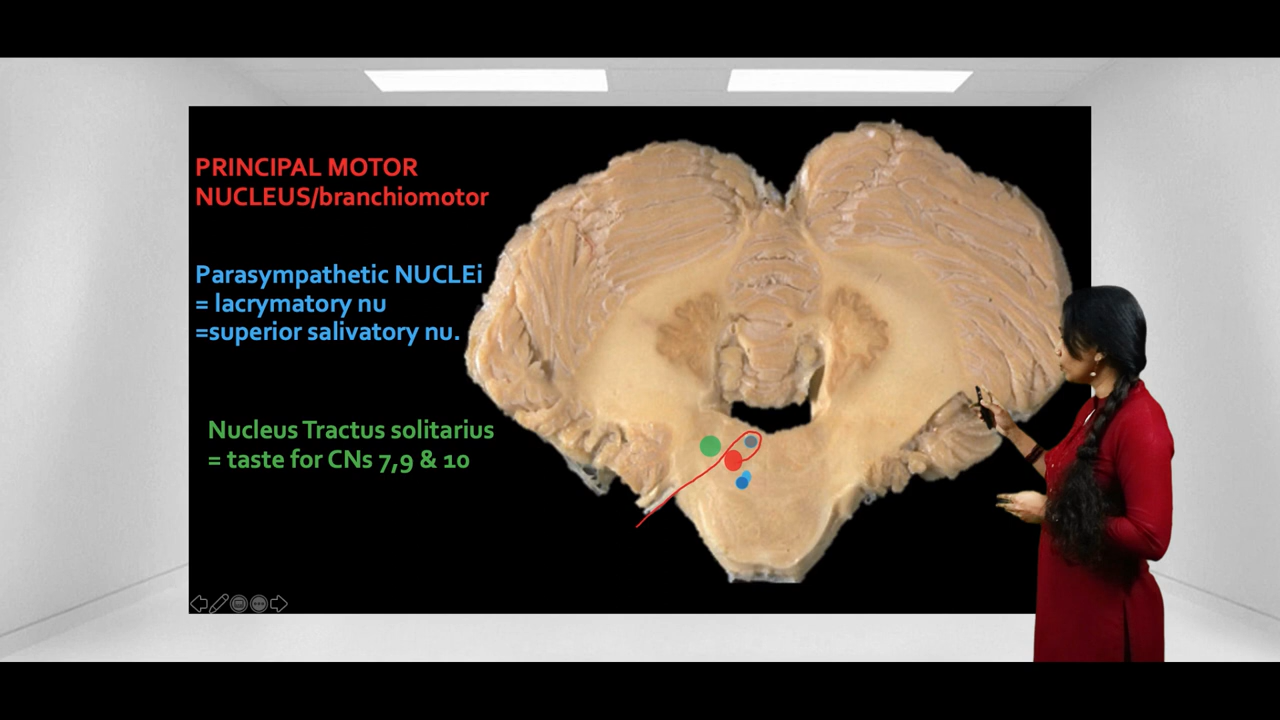 PRINCIPAL MOTOR
NUCLEUS/branchiomotor
Parasympathetic NUCLEi
= lacrymatory nu
=superior salivatory nu.
Nucleus Tractus solitarius
= taste for CNs 7,9 & 10